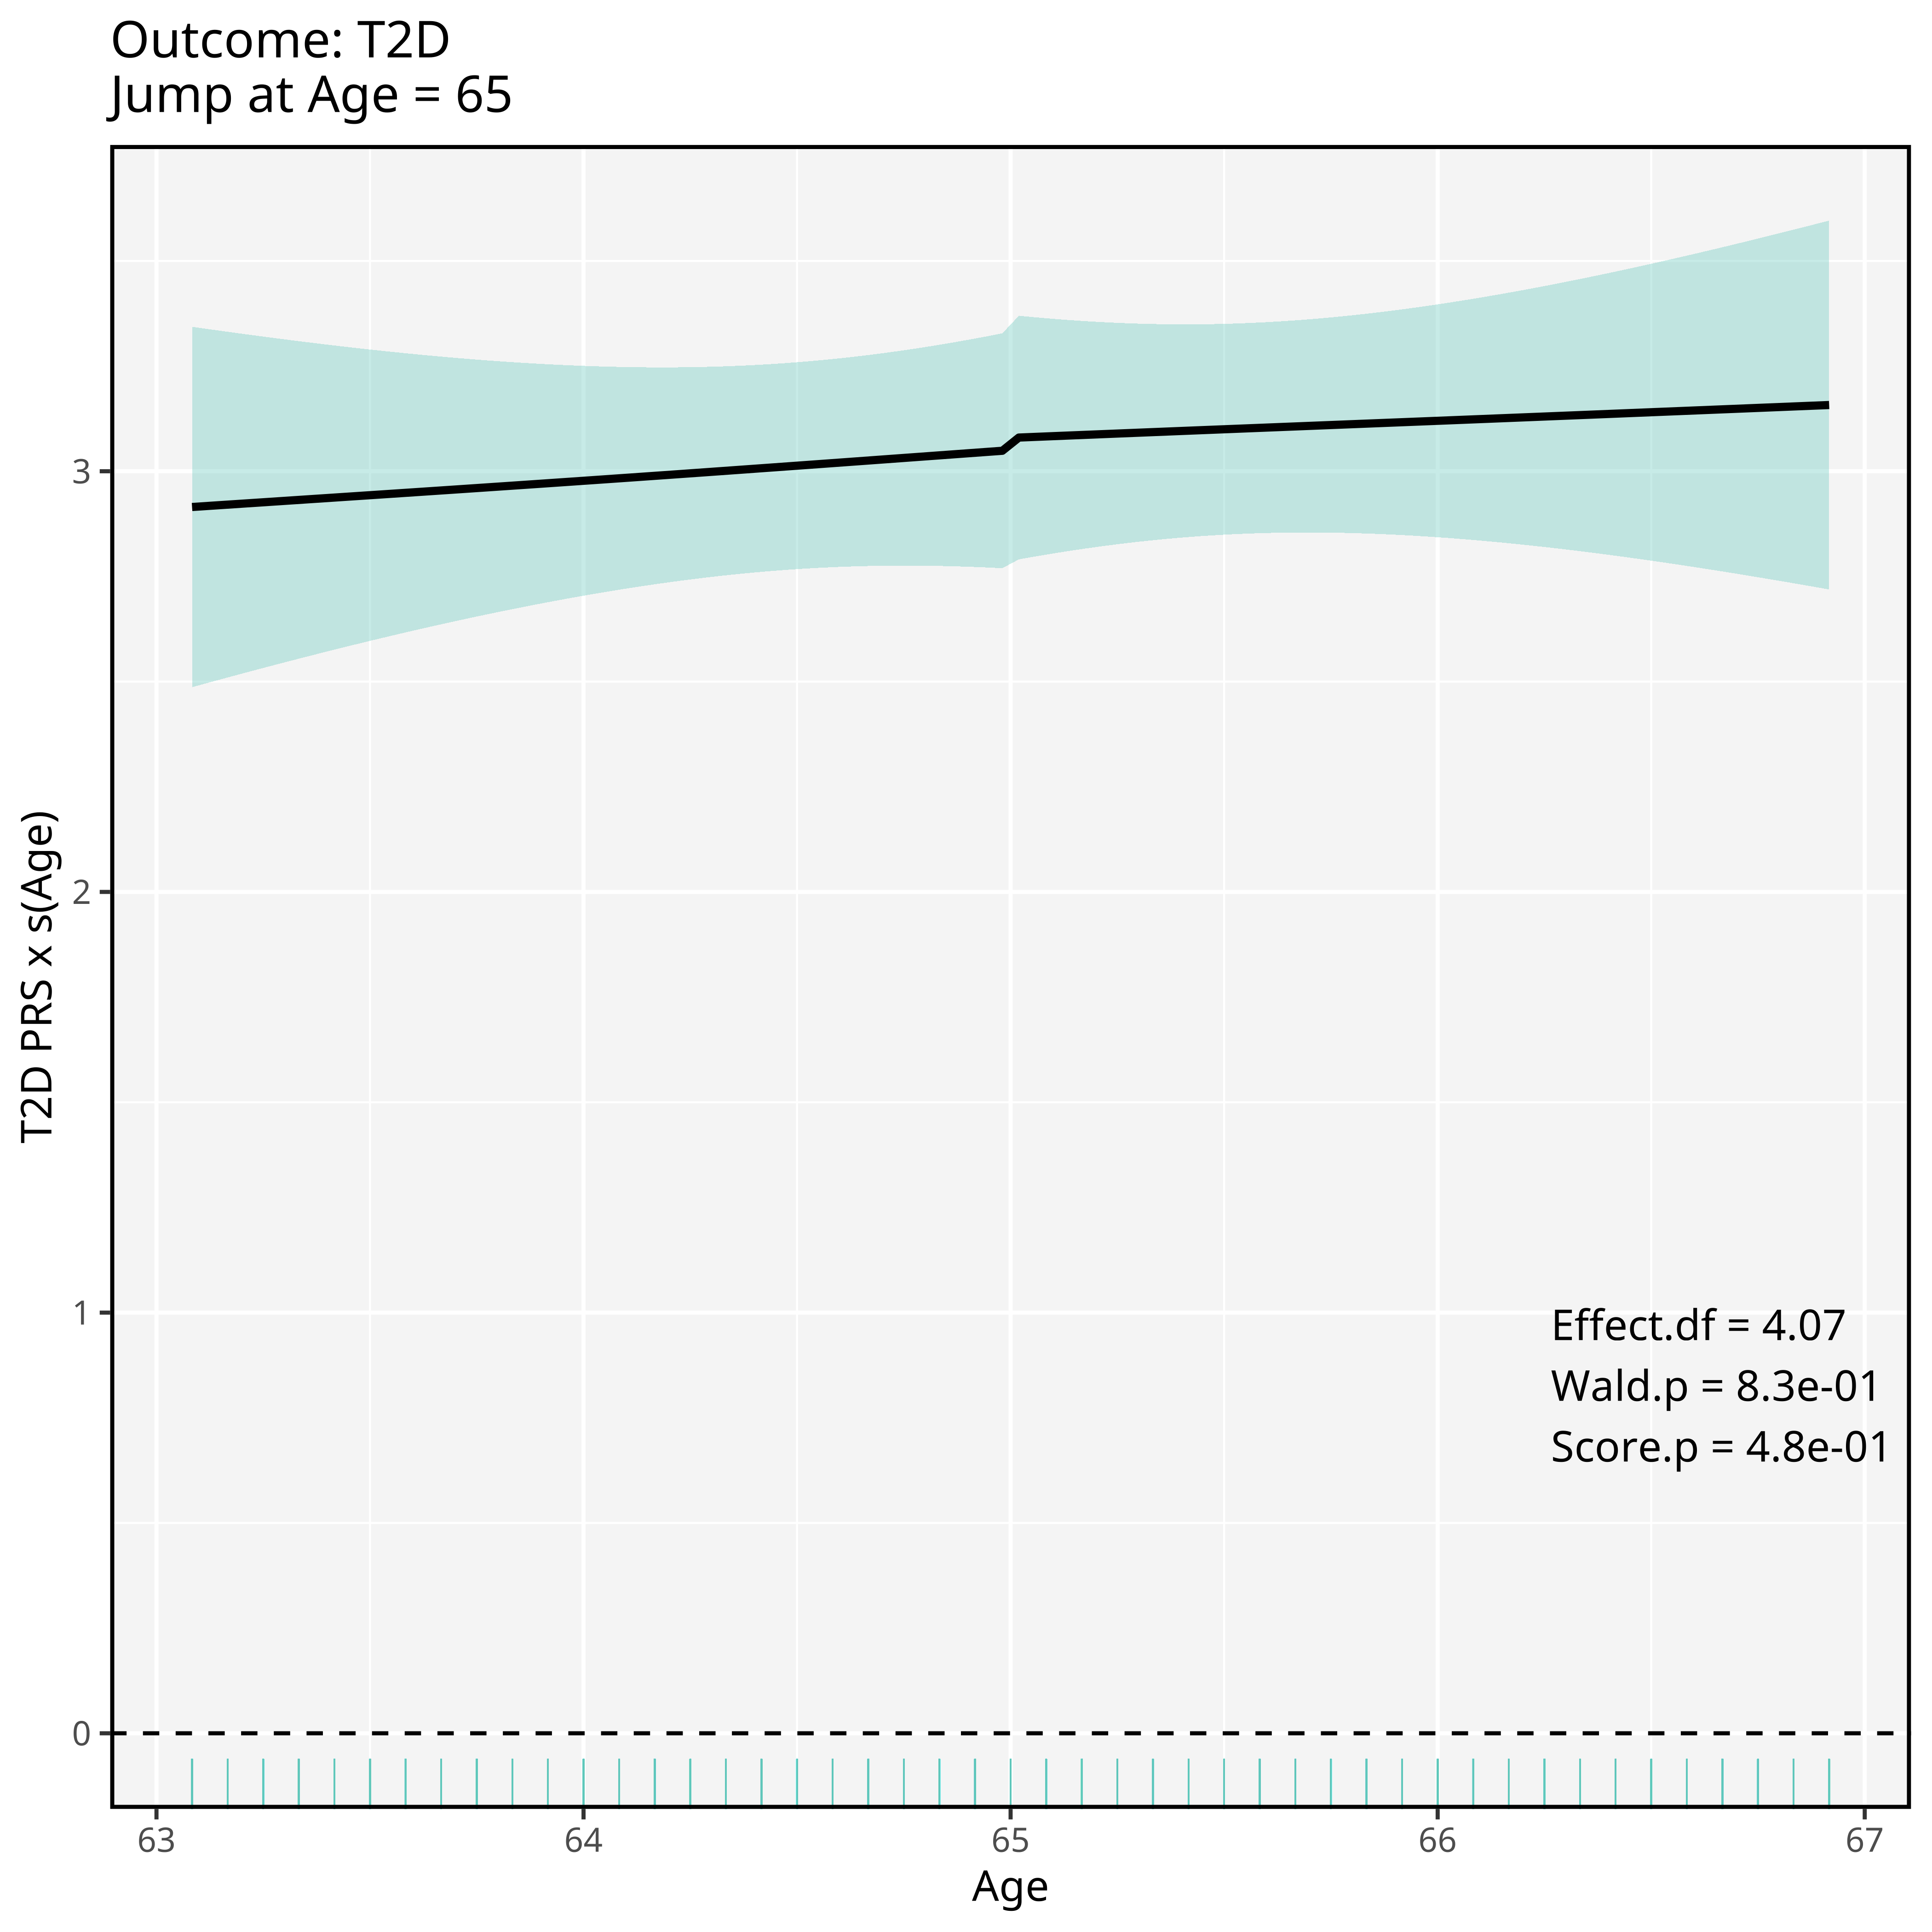 Outcome: T2D
Jump at Age = 65
T2D PRS x s(Age)
3
2
1
0
Effect.df = 4.07
Wald.p = 8.3e-01
Score.p = 4.8e-01
63 64 65 66 67
Age